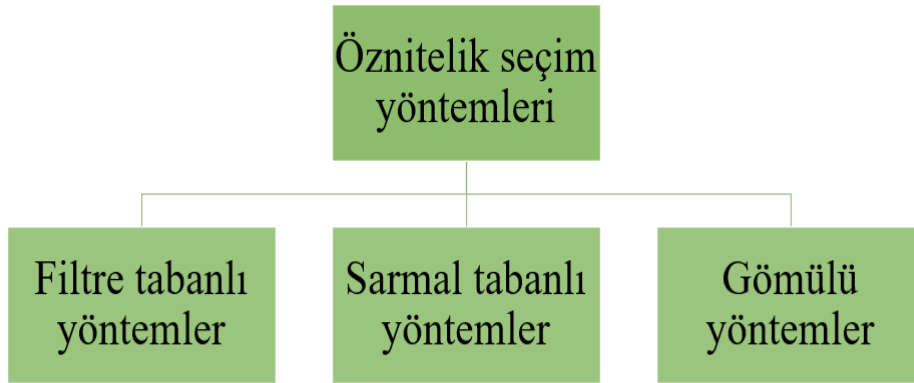 Öznitelik seçim
yöntemleri
Filtre tabanlı
yöntemler
Sarmal tabanlı
yöntemler
Gömülü
yöntemler